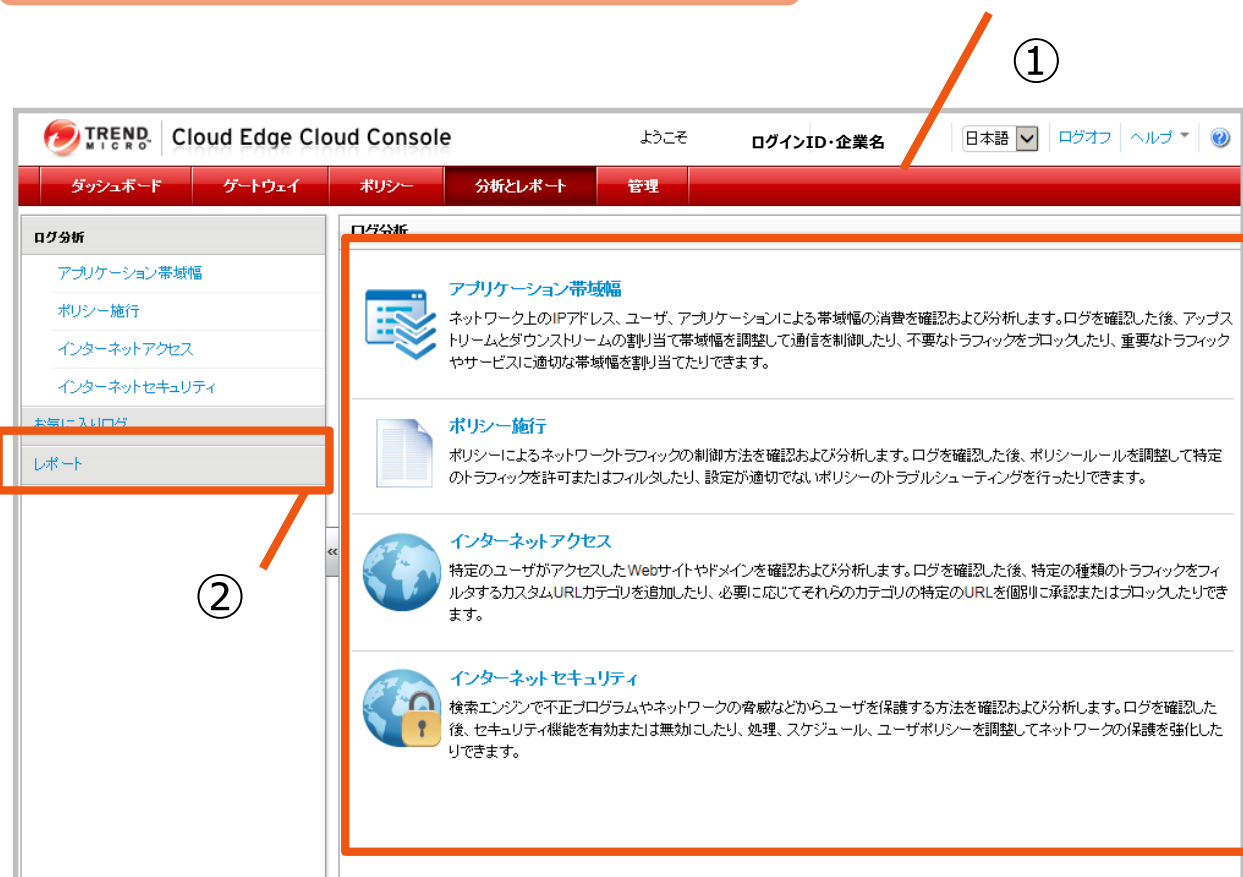 ①
TREND MICRO Cloud Edge Cloud Console ようこそ ログインID・企業名 日本語 ログオフ ヘルプ ?
ダッシュボード ゲートウェイ ポリシー 分析とレポート 管理
ログ分析
アプリケーション帯域幅
ポリシー施行
インターネットアクセス
インターネットセキュリティ
お気に入りログ
レポート
②
«
ログ分析
アプリケーション帯域幅
ネットワーク上のIPアドレス、ユーザ、アプリケーションによる帯域幅の消費を確認および分析します。ログを確認した後、アップス
トリームとダウンストリームの割り当て帯域幅を調整して通信を制御したり、不要なトラフィックをブロックしたり、重要なトラフィック
やサービスに適切な帯域幅を割り当てたりできます。
ポリシー施行
ポリシーによるネットワークトラフィックの制御方法を確認および分析します。ログを確認した後、ポリシールールを調整して特定
のトラフィックを許可またはフィルタしたり、設定が適切でないポリシーのトラブルシューティングを行ったりできます。
インターネットアクセス
特定のユーザがアクセスしたWebサイトやドメインを確認および分析します。ログを確認した後、特定の種類のトラフィックをフィ
ルタするカスタムURLカテゴリを追加したり、必要に応じてそれらのカテゴリの特定のURLを個別に承認またはブロックしたりでき
ます。
インターネットセキュリティ
検索エンジンで不正プログラムやネットワークの脅威などからユーザを保護する方法を確認および分析します。ログを確認した
後、セキュリティ機能を有効または無効にしたり、処理、スケジュール、ユーザポリシーを調整してネットワークの保護を強化した
りできます。